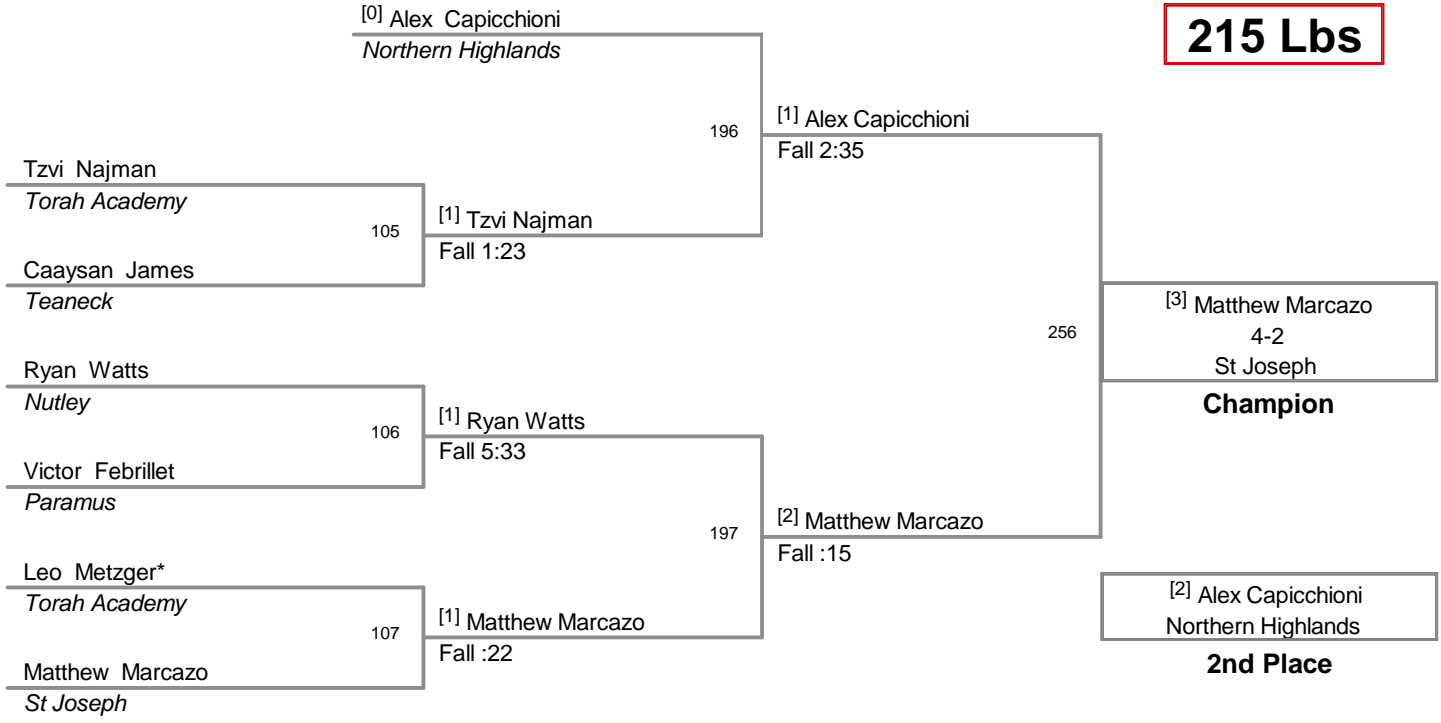 [0] Alex Capicchioni
Northern Highlands
215 Lbs
196
[1] Alex Capicchioni
Fall 2:35
Tzvi Najman
Torah Academy
105
[1] Tzvi Najman
Fall 1:23
Caaysan James
Teaneck
256
[3] Matthew Marcazo
4-2
St Joseph
Champion
Ryan Watts
Nutley
106
[1] Ryan Watts
Fall 5:33
Victor Febrillet
Paramus
197
[2] Matthew Marcazo
Fall :15
Leo Metzger*
Torah Academy
107
[1] Matthew Marcazo
Fall :22
Matthew Marcazo
St Joseph
[2] Alex Capicchioni
Northern Highlands
2nd Place